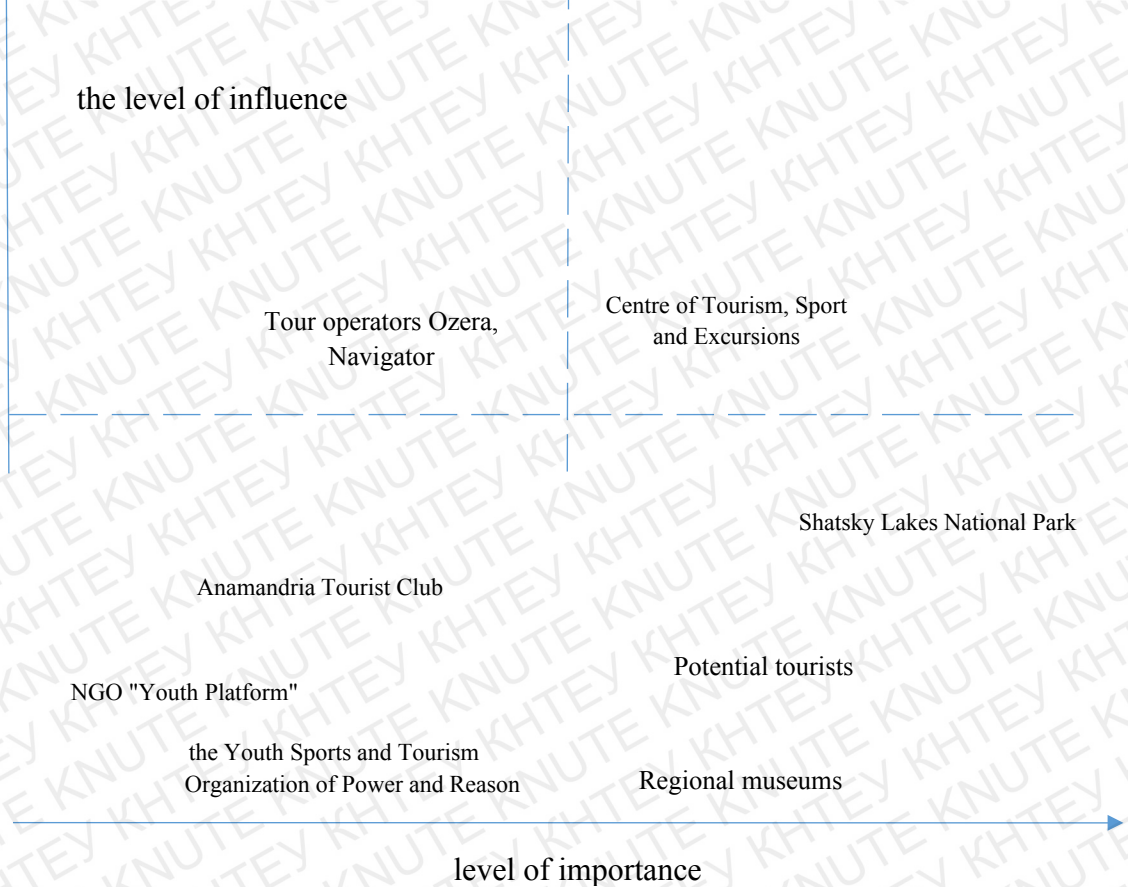 the level of influence
Centre of Tourism, Sport
and Excursions
Tour operators Ozera,
Navigator
Shatsky Lakes National Park
Anamandria Tourist Club
Potential tourists
NGO "Youth Platform"
the Youth Sports and Tourism
Organization of Power and Reason
Regional museums
level of importance